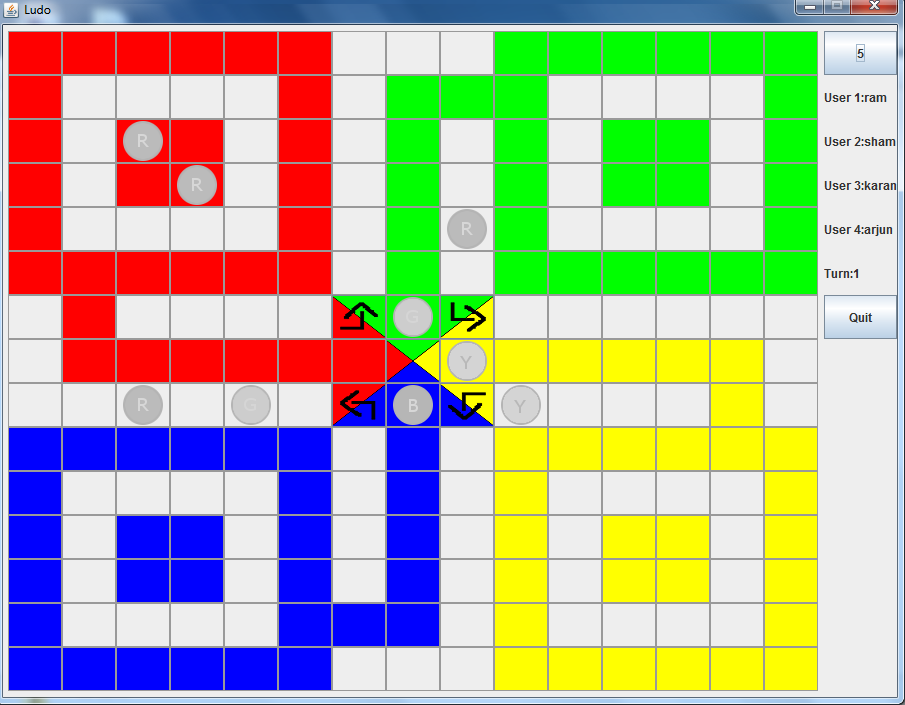 Ludo
5
User 1:ram
R
User 2:sham
R
User 3:karan
R
User 4:arjun
Turn:1
G
Quit
Y
R
G
B
Y